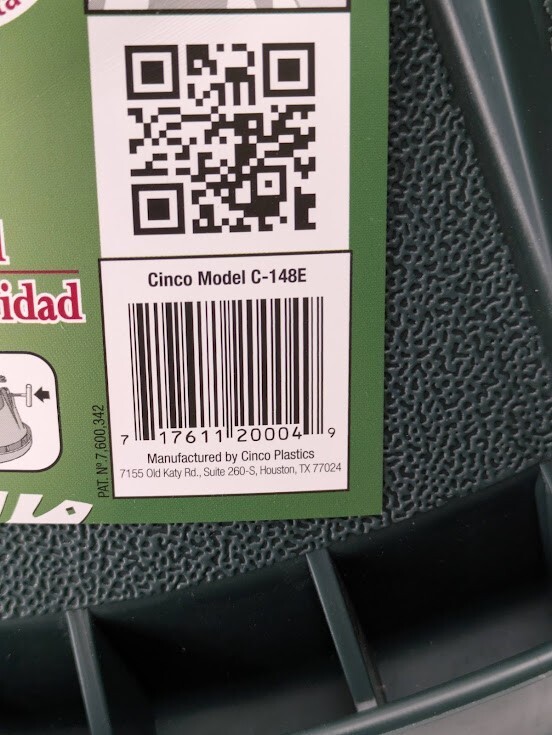 Cinco Model C-148E
7 17611 20004 9
Manufactured by Cinco Plastics
7155 Old Katy Rd., Suite 260-S, Houston, TX 77024
PAT. Nº.7,600,342
idad